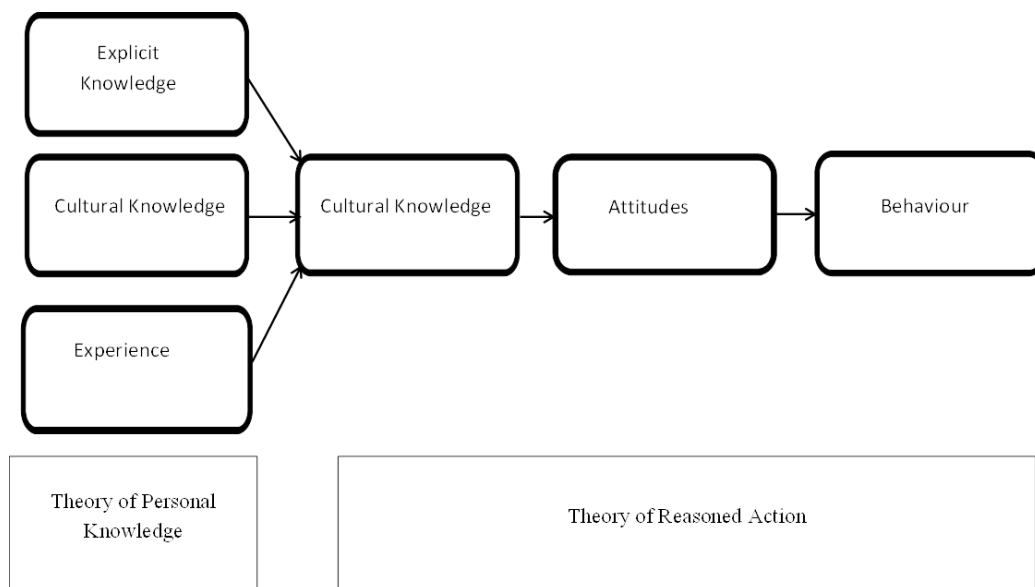 Explicit
Knowledge
Cultural Knowledge
Cultural Knowledge
Attitudes
Behaviour
Experience
Theory of Personal
Knowledge
Theory of Reasoned Action